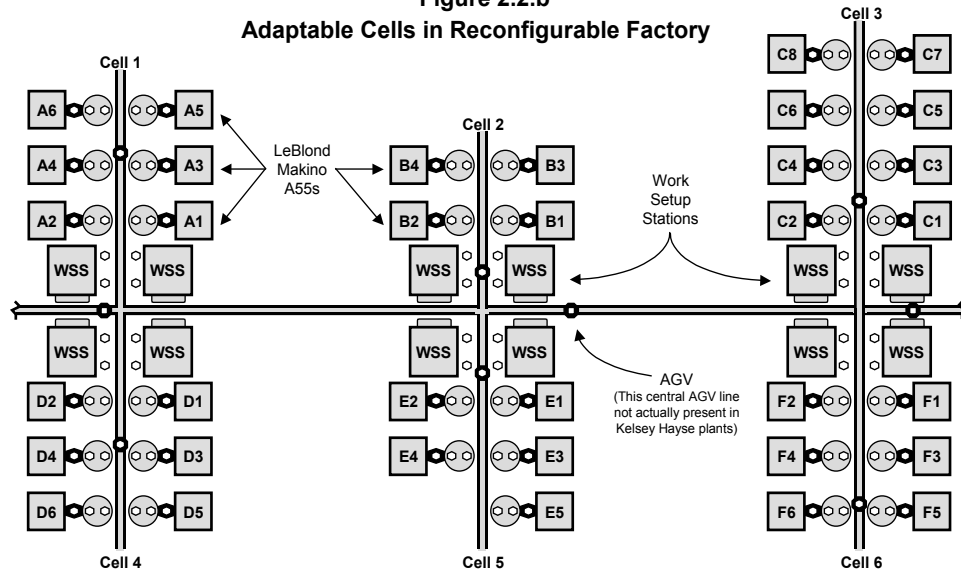 Figure 2.2.b
Adaptable Cells in Reconfigurable Factory
Cell 3
Cell 1
Cell 2
C8 C7
A6 A5
C6 C5
LeBlond
Makino
A55s
A4 A3
B4 B3
C4 C3
Work
Setup
Stations
A2 A1
B2 B1
C2 C1
WSS WSS WSS WSS WSS WSS
WSS WSS WSS WSS WSS WSS
AGV
(This central AGV line
not actually present in
Kelsey Hayse plants)
D2 D1
E2 E1
F2 F1
D4 D3
E4 E3
F4 F3
D6 D5
E5
F6 F5
Cell 4
Cell 5
Cell 6